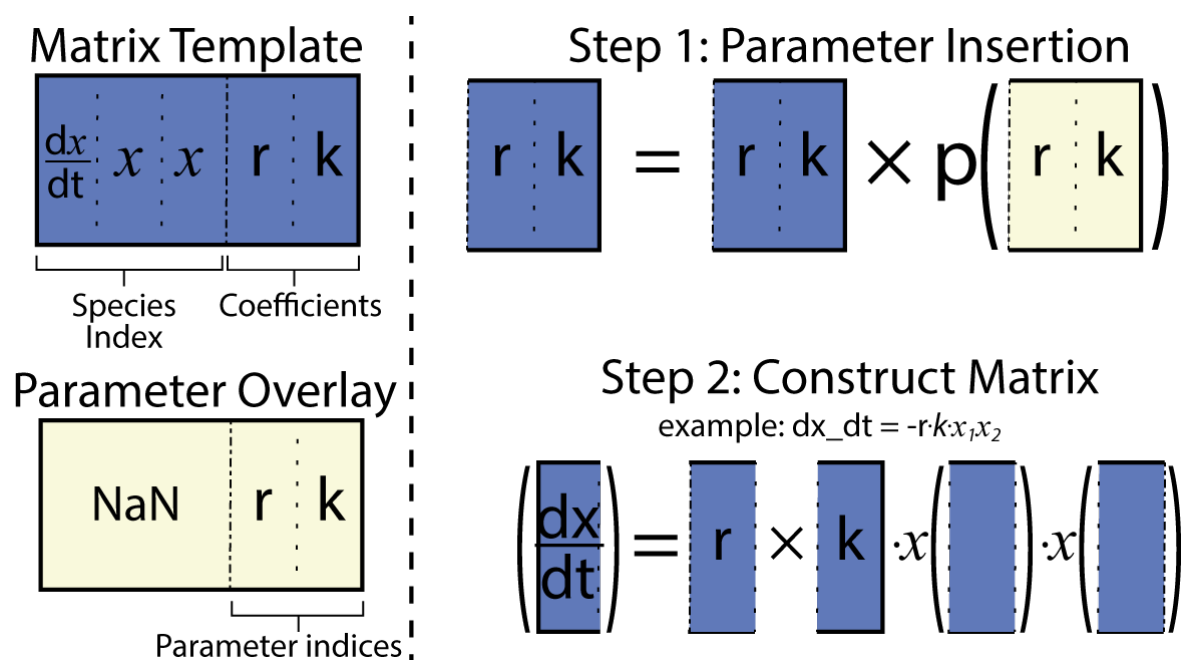 Matrix Template
dx/dt x x r k
Species Index
Coefficients
Parameter Overlay
NaN r k
Parameter indices
Step 1: Parameter Insertion
r k = r k × p( r k )
Step 2: Construct Matrix
example: dx_dt = -r·k·x₁x₂
(dx/dt) = r × k ·x( ) ·x( )